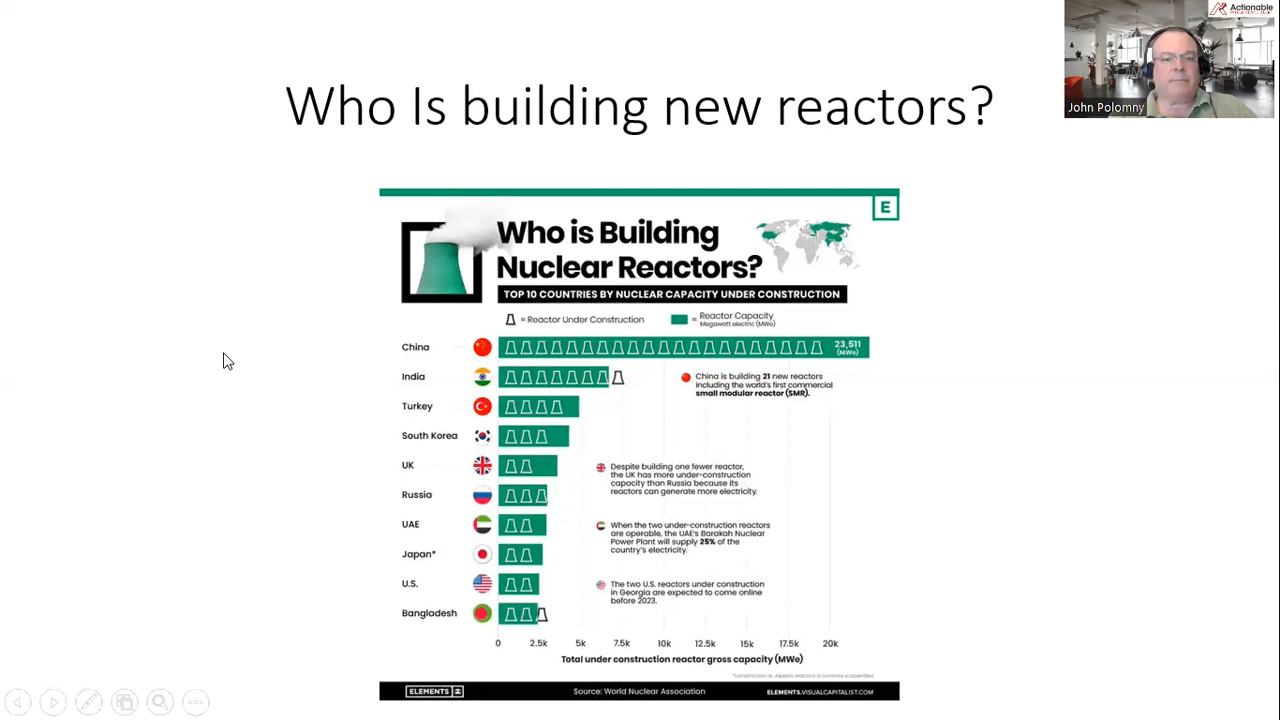 Actionable
John Polomny
Who Is building new reactors?
E
Who is Building
Nuclear Reactors?
TOP 10 COUNTRIES BY NUCLEAR CAPACITY UNDER CONSTRUCTION
= Reactor Under Construction
= Reactor Capacity
Megawatt electric (MWe)
China
23,511
(MWe)
India
China is building 21 new reactors
including the world's first commercial
small modular reactor (SMR).
Turkey
South Korea
UK
Despite building one fewer reactor,
the UK has more under-construction
capacity than Russia because its
reactors can generate more electricity.
Russia
UAE
When the two under-construction reactors
are operable, the UAE's Barakah Nuclear
Power Plant will supply 25% of the
country's electricity.
Japan*
U.S.
The two U.S. reactors under construction
in Georgia are expected to come online
before 2023.
Bangladesh
0 2.5k 5k 7.5k 10k 12.5k 15k 17.5k 20k
Total under construction reactor gross capacity (MWe)
*construction at Japan's reactors is currently suspended
ELEMENTS
Source: World Nuclear Association
ELEMENTS.VISUALCAPITALIST.COM